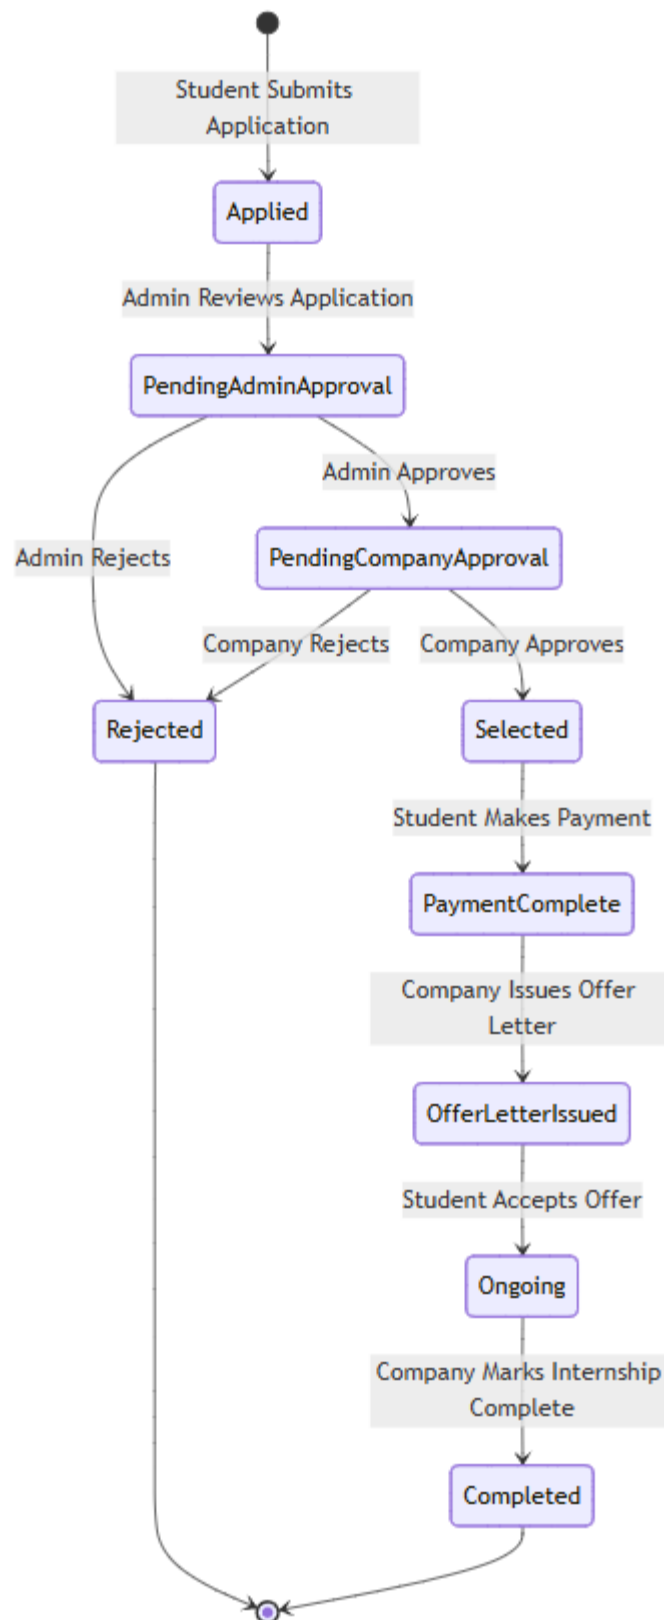 Student Submits
Application
Applied
Admin Reviews Application
PendingAdminApproval
Admin Approves
Admin Rejects
PendingCompanyApproval
Company Rejects
Company Approves
Rejected
Selected
Student Makes Payment
PaymentComplete
Company Issues Offer
Letter
OfferLetterIssued
Student Accepts Offer
Ongoing
Company Marks Internship
Complete
Completed